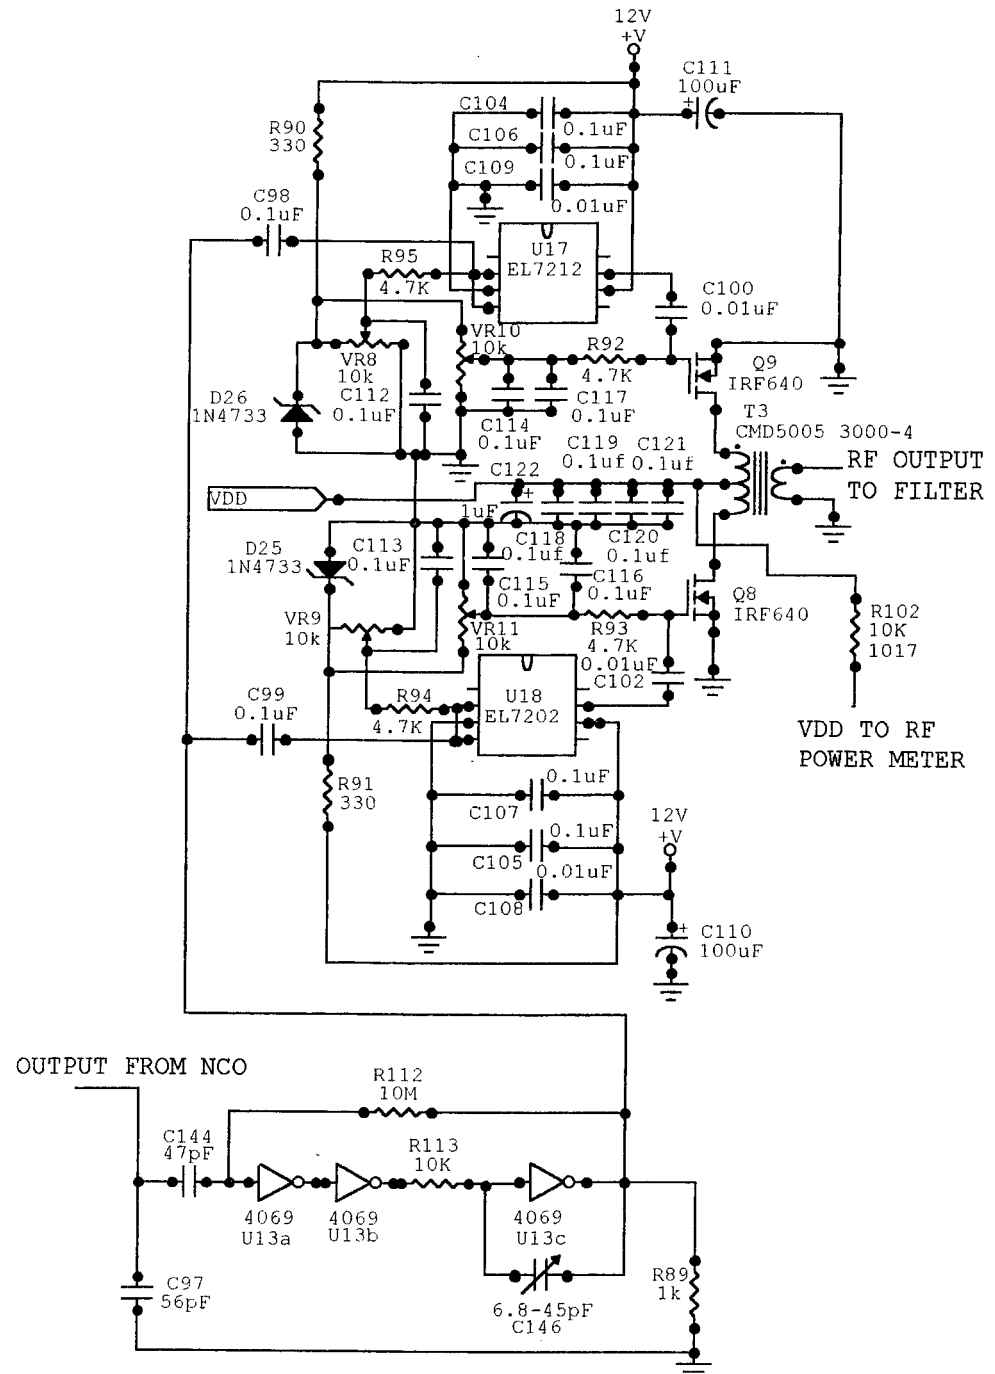 12V
+V
C111
100uF
+
C104
0.1uF
R90
330
C106
0.1uF
C109
0.01uF
C98
0.1uF
U17
EL7212
R95
4.7K
C100
0.01uF
VR10
10k
R92
4.7K
VR8
10k
Q9
IRF640
D26
1N4733
C112
0.1uF
C117
0.1uF
C114
0.1uF
T3
CMD5005 3000-4
C119
0.1uf
C121
0.1uf
RF OUTPUT
TO FILTER
C122
+
1uF
VDD
D25
1N4733
C113
0.1uF
C118
0.1uf
C120
0.1uf
C115
0.1uF
C116
0.1uF
Q8
IRF640
VR9
10k
VR11
10k
R93
4.7K
R102
10K
1017
0.01uF
C102
C99
0.1uF
R94
4.7K
U18
EL7202
VDD TO RF
POWER METER
R91
330
0.1uF
C107
0.1uF
C105
0.01uF
C108
12V
+V
+
C110
100uF
OUTPUT FROM NCO
R112
10M
C144
47pF
R113
10K
4069
U13a
4069
U13b
4069
U13c
C97
56pF
6.8-45pF
C146
R89
1k